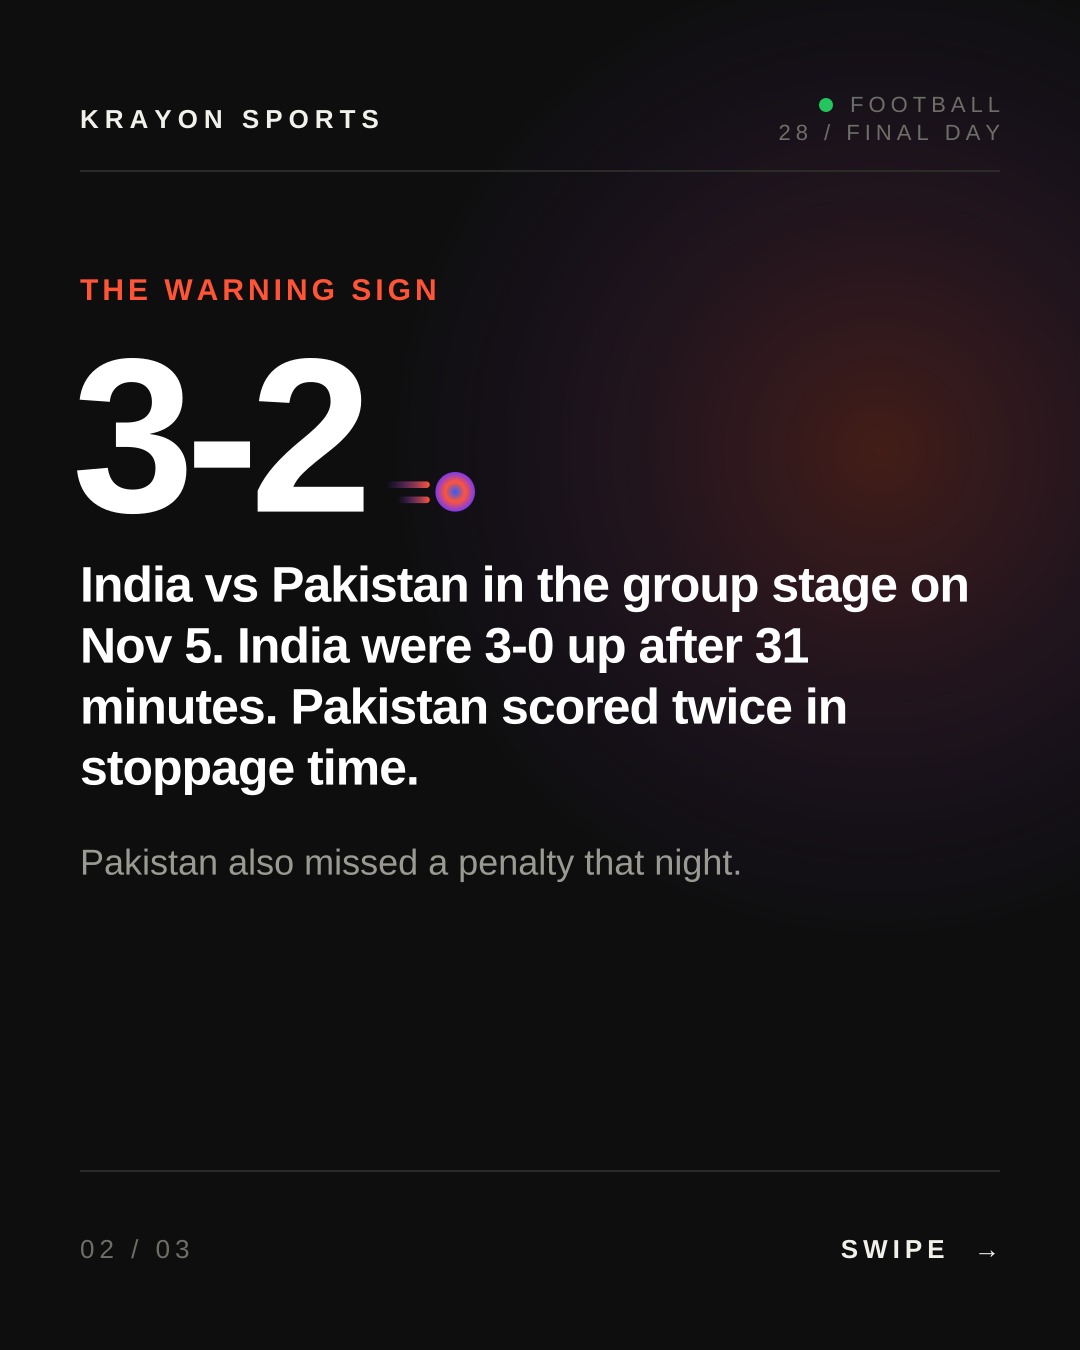 KRAYON SPORTS
FOOTBALL
28 / FINAL DAY
THE WARNING SIGN
3-2
India vs Pakistan in the group stage on
Nov 5. India were 3-0 up after 31
minutes. Pakistan scored twice in
stoppage time.
Pakistan also missed a penalty that night.
02 / 03
SWIPE →